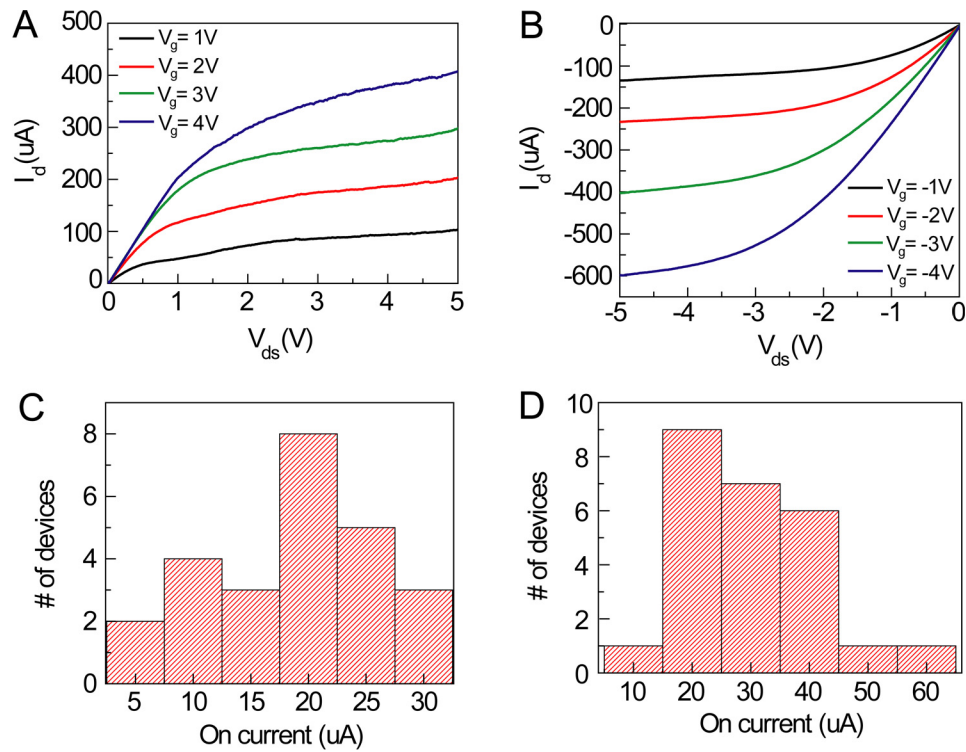 A
V_g= 1V
V_g= 2V
V_g= 3V
V_g= 4V
500
400
300
200
100
0
I_d(uA)
0 1 2 3 4 5
V_ds(V)
B
0
-100
-200
-300
-400
-500
-600
I_d(uA)
V_g= -1V
V_g= -2V
V_g= -3V
V_g= -4V
-5 -4 -3 -2 -1 0
V_ds(V)
C
8
6
4
2
0
# of devices
5 10 15 20 25 30
On current (uA)
D
10
8
6
4
2
0
# of devices
10 20 30 40 50 60
On current (uA)